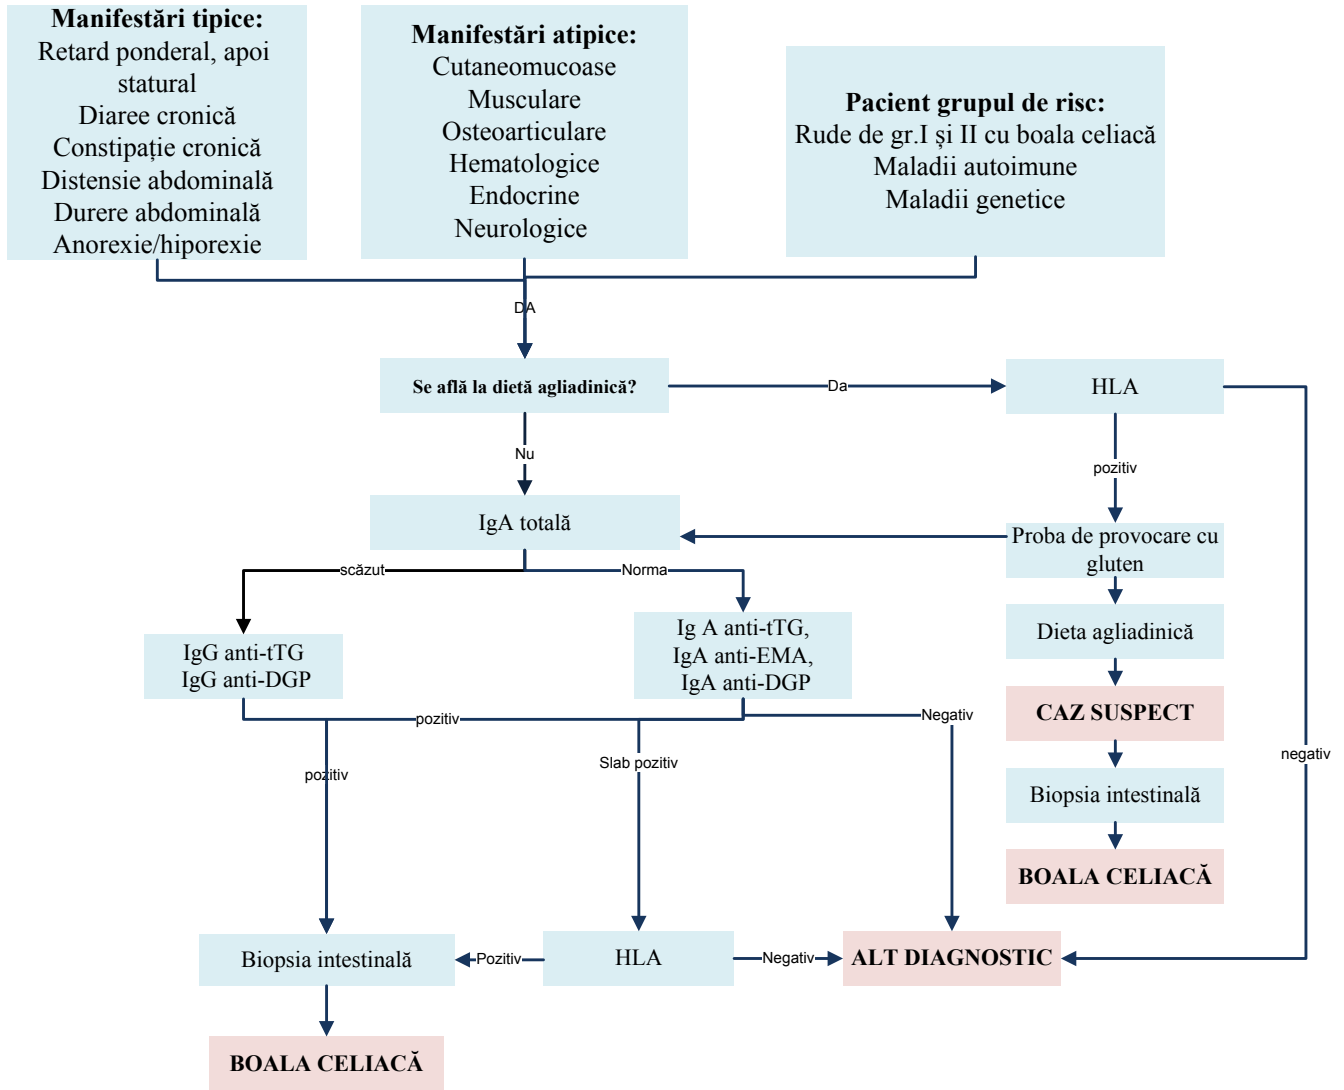 Manifestări tipice:
Retard ponderal, apoi
statural
Diaree cronică
Constipație cronică
Distensie abdominală
Durere abdominală
Anorexie/hiporexie
Manifestări atipice:
Cutaneomucoase
Musculare
Osteoarticulare
Hematologice
Endocrine
Neurologice
Pacient grupul de risc:
Rude de gr.I și II cu boala celiacă
Maladii autoimune
Maladii genetice
DA
Se află la dietă agliadinică?
Da
HLA
Nu
pozitiv
IgA totală
Proba de provocare cu
gluten
scăzut
Norma
IgG anti-tTG
IgG anti-DGP
Ig A anti-tTG,
IgA anti-EMA,
IgA anti-DGP
Dieta agliadinică
CAZ SUSPECT
pozitiv
Negativ
pozitiv
Slab pozitiv
negativ
Biopsia intestinală
BOALA CELIACĂ
Biopsia intestinală
Pozitiv
HLA
Negativ
ALT DIAGNOSTIC
BOALA CELIACĂ